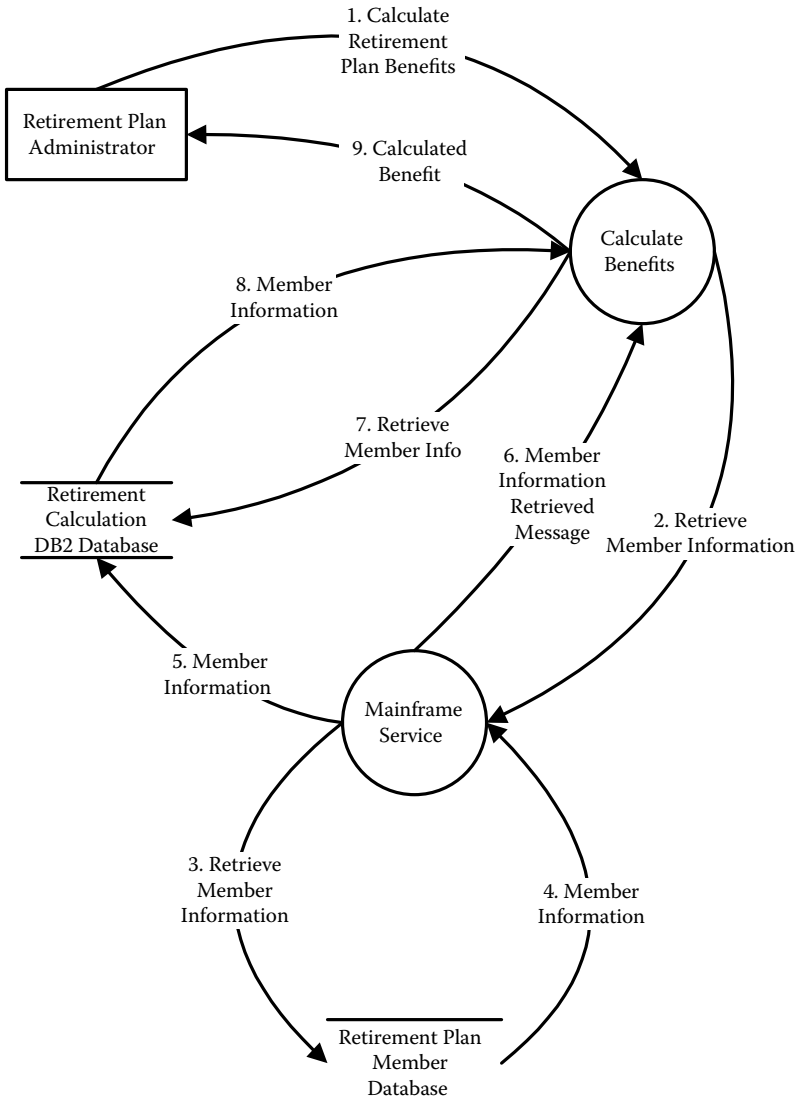 1. Calculate
Retirement
Plan Benefits
Retirement Plan
Administrator
9. Calculated
Benefit
Calculate
Benefits
8. Member
Information
7. Retrieve
Member Info
6. Member
Information
Retrieved
Message
2. Retrieve
Member Information
Retirement
Calculation
DB2 Database
5. Member
Information
Mainframe
Service
3. Retrieve
Member
Information
4. Member
Information
Retirement Plan
Member
Database